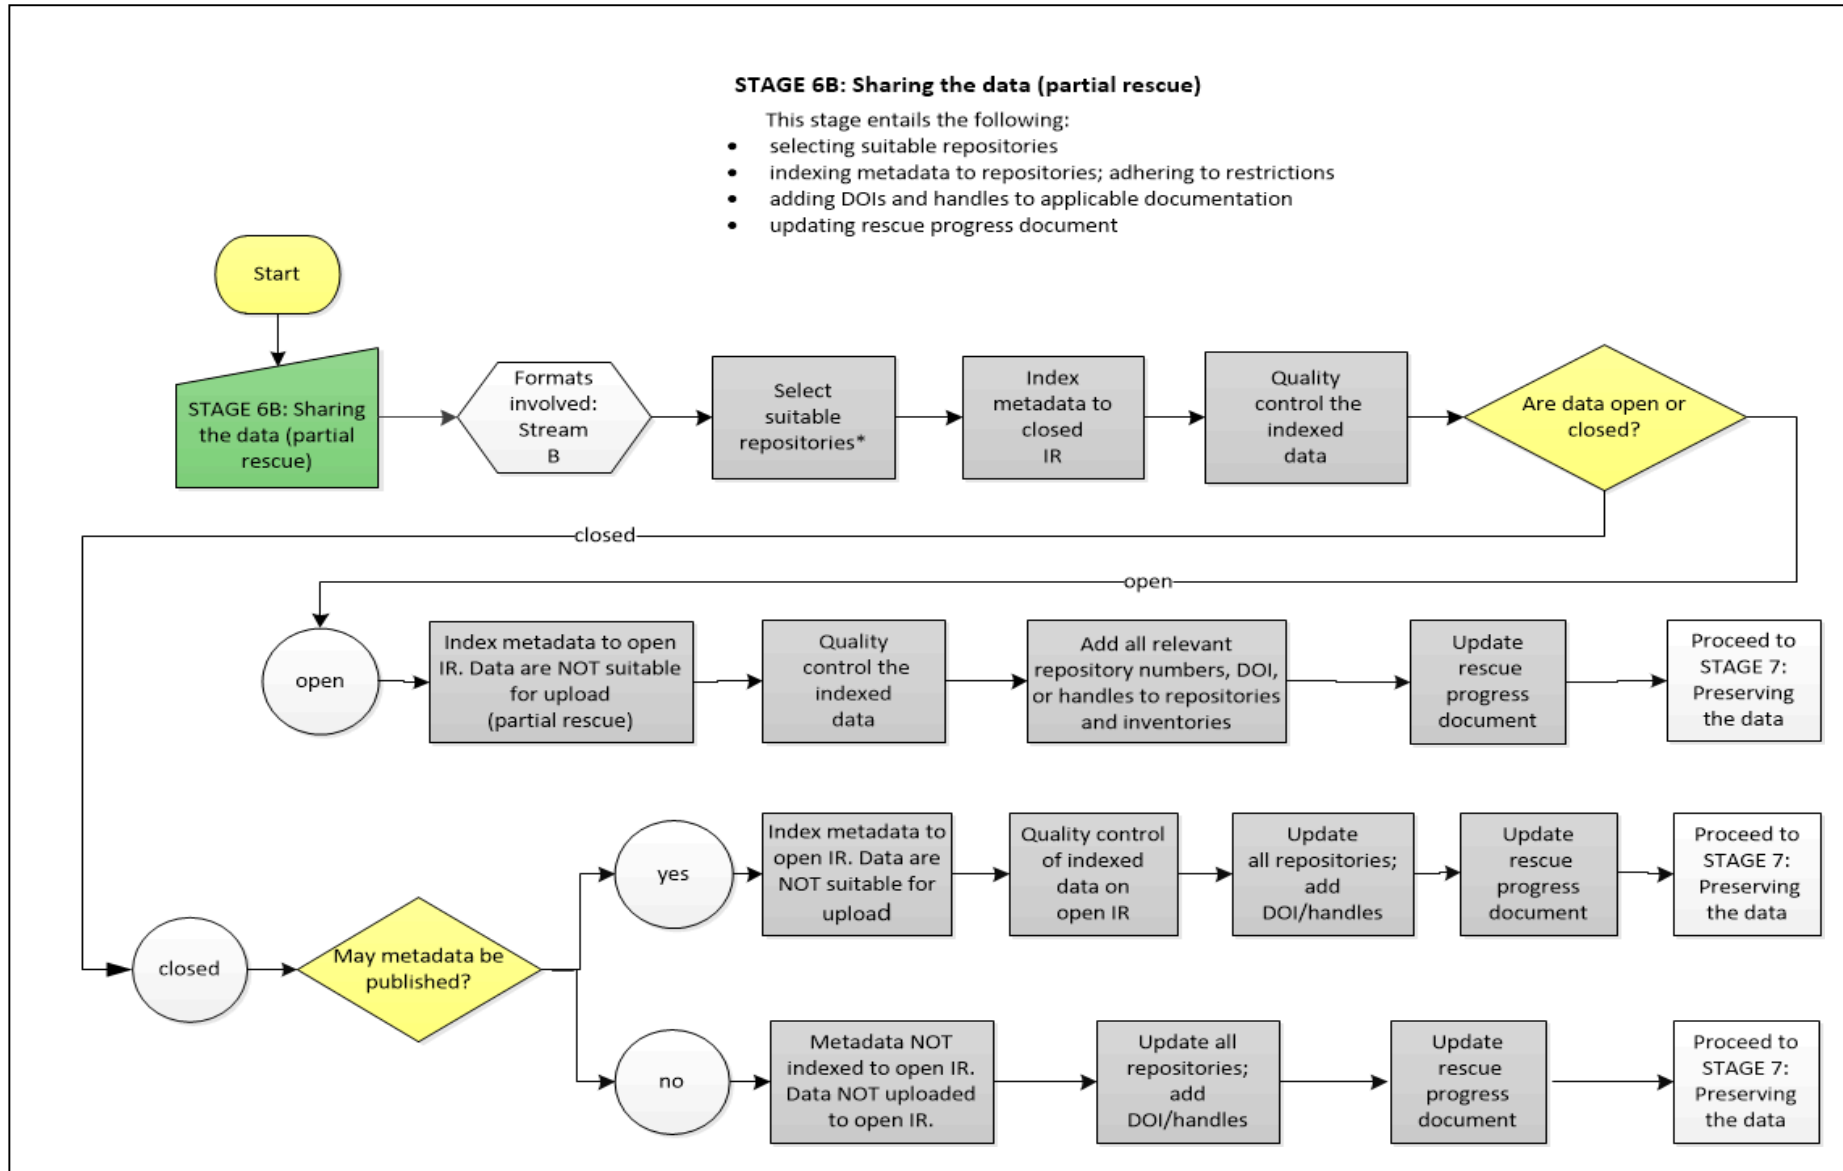 STAGE 6B: Sharing the data (partial rescue)
This stage entails the following:
• selecting suitable repositories
• indexing metadata to repositories; adhering to restrictions
• adding DOIs and handles to applicable documentation
• updating rescue progress document
Start
STAGE 6B: Sharing
the data (partial
rescue)
Formats
involved:
Stream
B
Select
suitable
repositories*
Index
metadata to
closed
IR
Quality
control the
indexed
data
Are data open or
closed?
closed
open
open
Index metadata to open
IR. Data are NOT suitable
for upload
(partial rescue)
Quality
control the
indexed
data
Add all relevant
repository numbers, DOI,
or handles to repositories
and inventories
Update
rescue
progress
document
Proceed to
STAGE 7:
Preserving
the data
closed
May metadata be
published?
yes
Index metadata to
open IR. Data are
NOT suitable for
upload
Quality control
of indexed
data on
open IR
Update
all repositories;
add
DOI/handles
Update
rescue
progress
document
Proceed to
STAGE 7:
Preserving
the data
no
Metadata NOT
indexed to open IR.
Data NOT uploaded
to open IR.
Update all
repositories;
add
DOI/handles
Update
rescue
progress
document
Proceed to
STAGE 7:
Preserving
the data